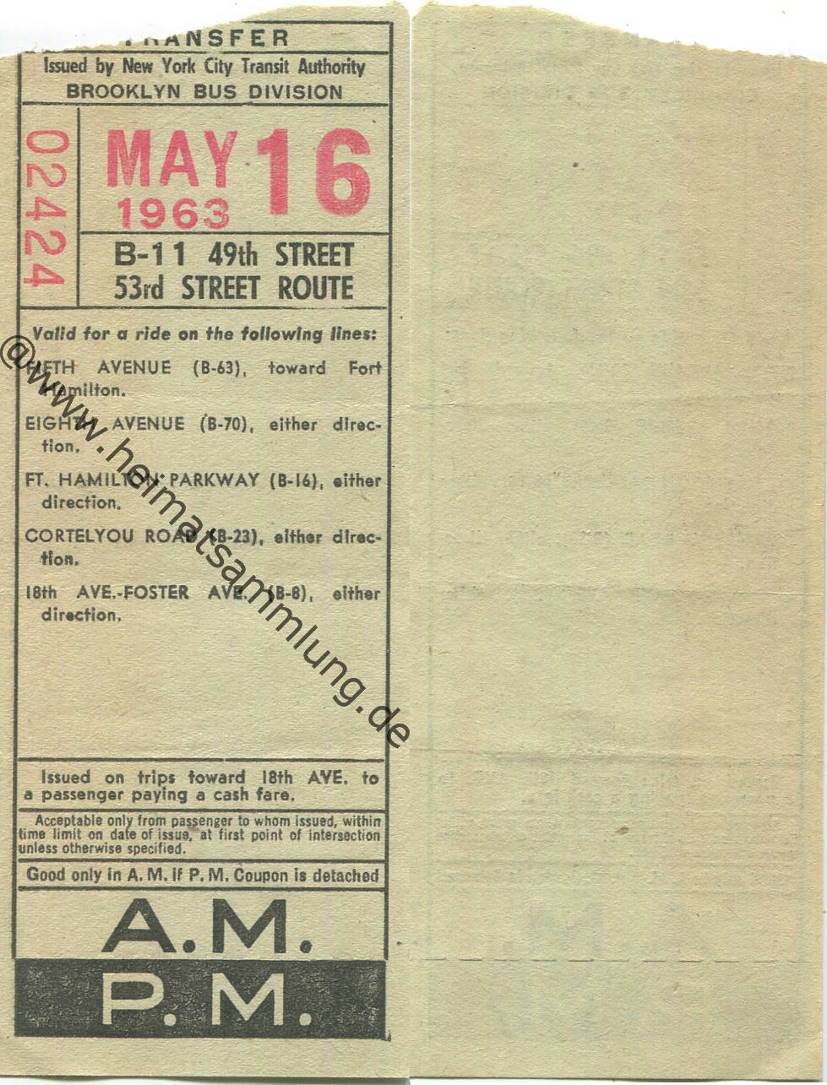 TRANSFER
Issued by New York City Transit Authority
BROOKLYN BUS DIVISION
02424
MAY 16
1963
B-11 49th STREET
53rd STREET ROUTE
Valid for a ride on the following lines:
FIFTH AVENUE (B-63), toward Fort
Hamilton.
EIGHTH AVENUE (B-70), either direc-
tion.
FT. HAMILTON PARKWAY (B-16), either
direction.
CORTELYOU ROAD (B-23), either direc-
tion.
18th AVE.-FOSTER AVE. (B-8), either
direction.
@www.heimatsammlung.de
Issued on trips toward 18th AVE. to
a passenger paying a cash fare.
Acceptable only from passenger to whom issued, within
time limit on date of issue, at first point of intersection
unless otherwise specified.
Good only in A. M. if P. M. Coupon is detached
A.M.
P. M.